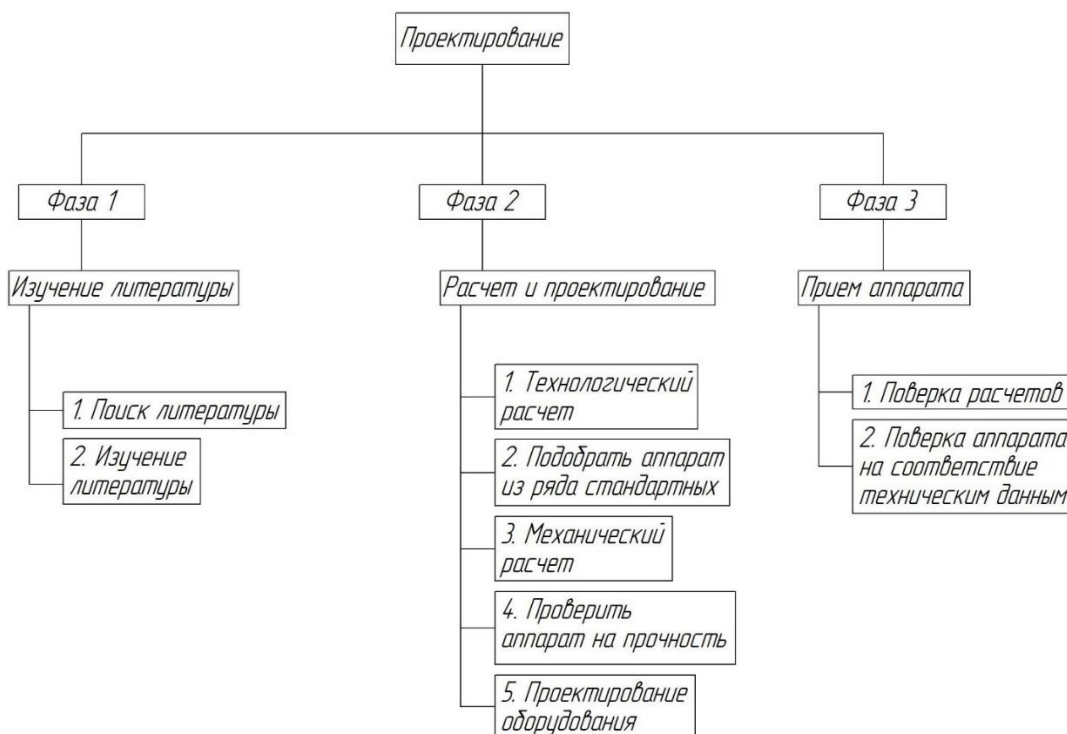 Проектирование
Фаза 1
Фаза 2
Фаза 3
Изучение литературы
Расчет и проектирование
Прием аппарата
1. Поиск литературы
2. Изучение
литературы
1. Технологический
расчет
2. Подобрать аппарат
из ряда стандартных
3. Механический
расчет
4. Проверить
аппарат на прочность
5. Проектирование
оборудования
1. Поверка расчетов
2. Поверка аппарата
на соответствие
техническим данным